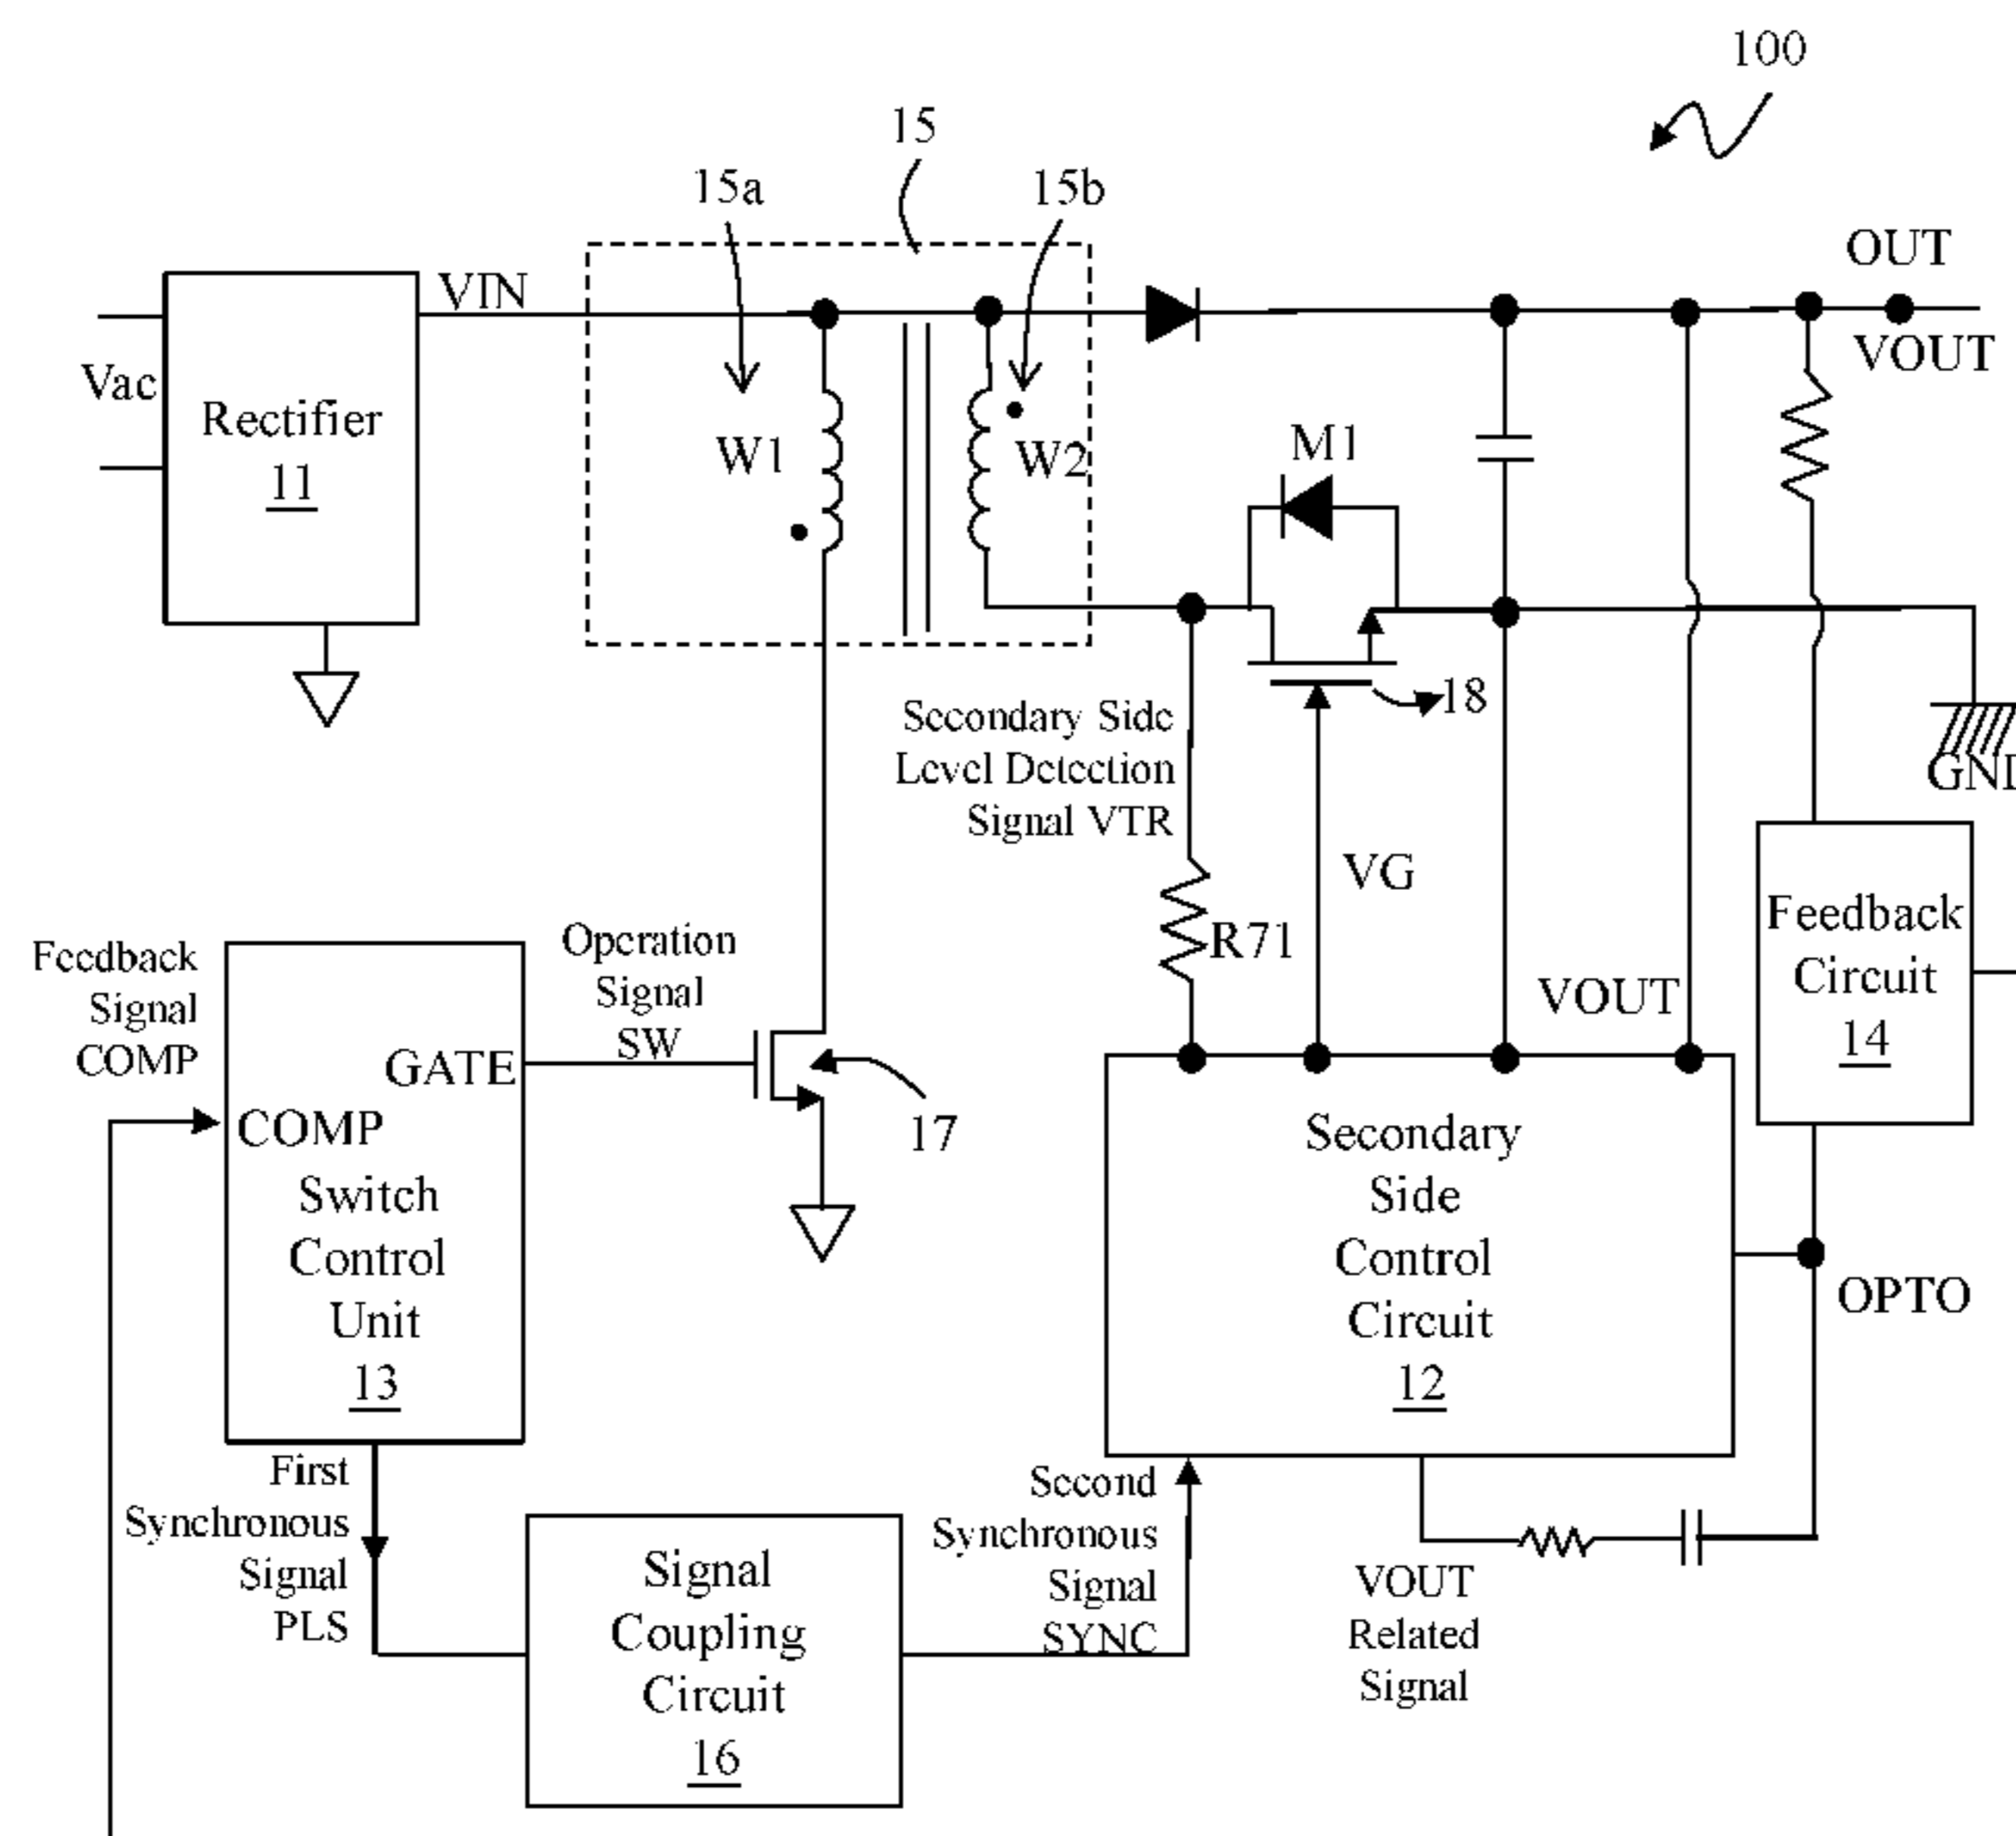 100
15
15a
15b
OUT
VIN
VOUT
Vac
Rectifier
11
W1
W2
M1
18
Secondary Side
Level Detection
Signal VTR
GND
VG
R71
VOUT
Feedback
Circuit
14
Feedback
Signal
COMP
Operation
Signal
SW
GATE
COMP
Switch
Control
Unit
13
17
Secondary
Side
Control
Circuit
12
OPTO
First
Synchronous
Signal
PLS
Signal
Coupling
Circuit
16
Second
Synchronous
Signal
SYNC
VOUT
Related
Signal